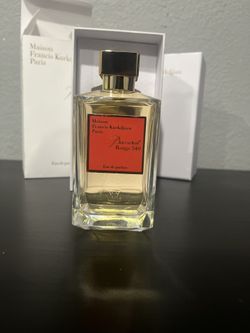 Maison
Francis Kurkdjian
Paris
Maison
Francis Kurkdjian
Paris
Baccarat
Rouge 540
Eau de parfum